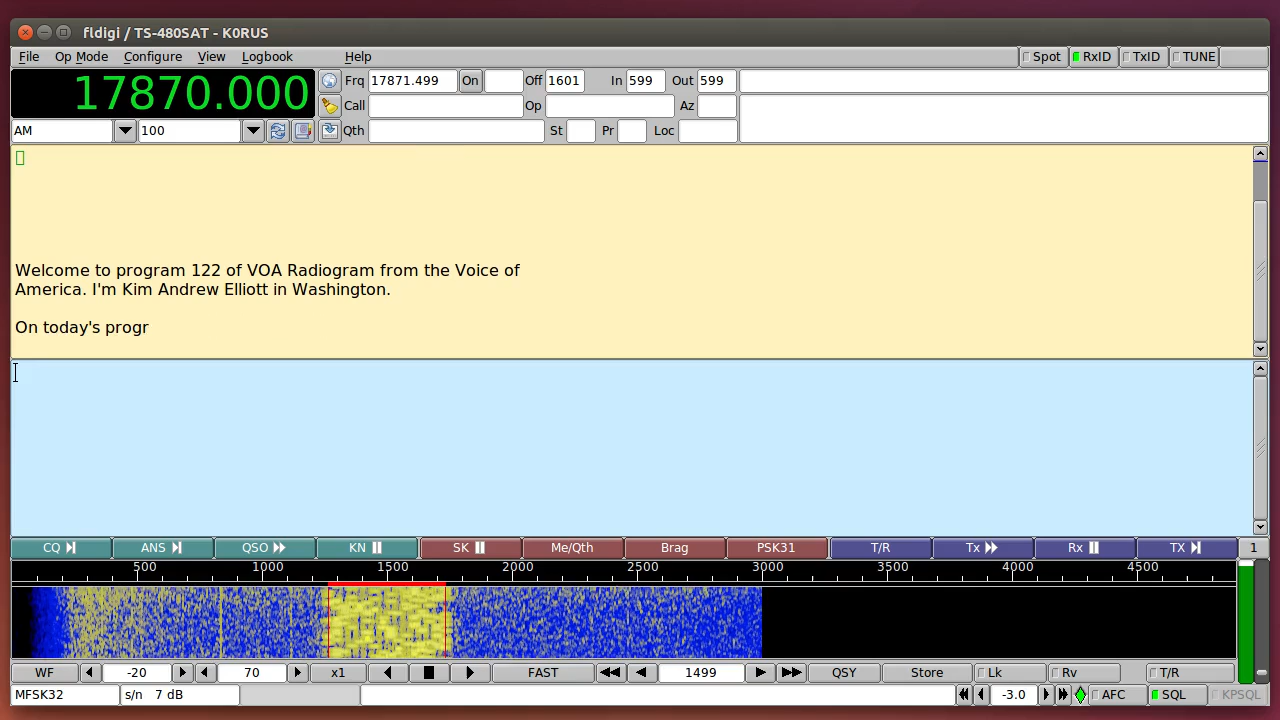 fldigi / TS-480SAT - K0RUS
File Op Mode Configure View Logbook Help Spot RxID TxID TUNE
17870.000 Frq 17871.499 On Off 1601 In 599 Out 599
Call Op Az
AM 100 Qth St Pr Loc
Welcome to program 122 of VOA Radiogram from the Voice of
America. I'm Kim Andrew Elliott in Washington.
On today's progr
CQ ANS QSO KN SK Me/Qth Brag PSK31 T/R Tx Rx TX 1
500 1000 1500 2000 2500 3000 3500 4000 4500
WF -20 70 x1 FAST 1499 QSY Store Lk Rv T/R
MFSK32 s/n 7 dB -3.0 AFC SQL KPSQL